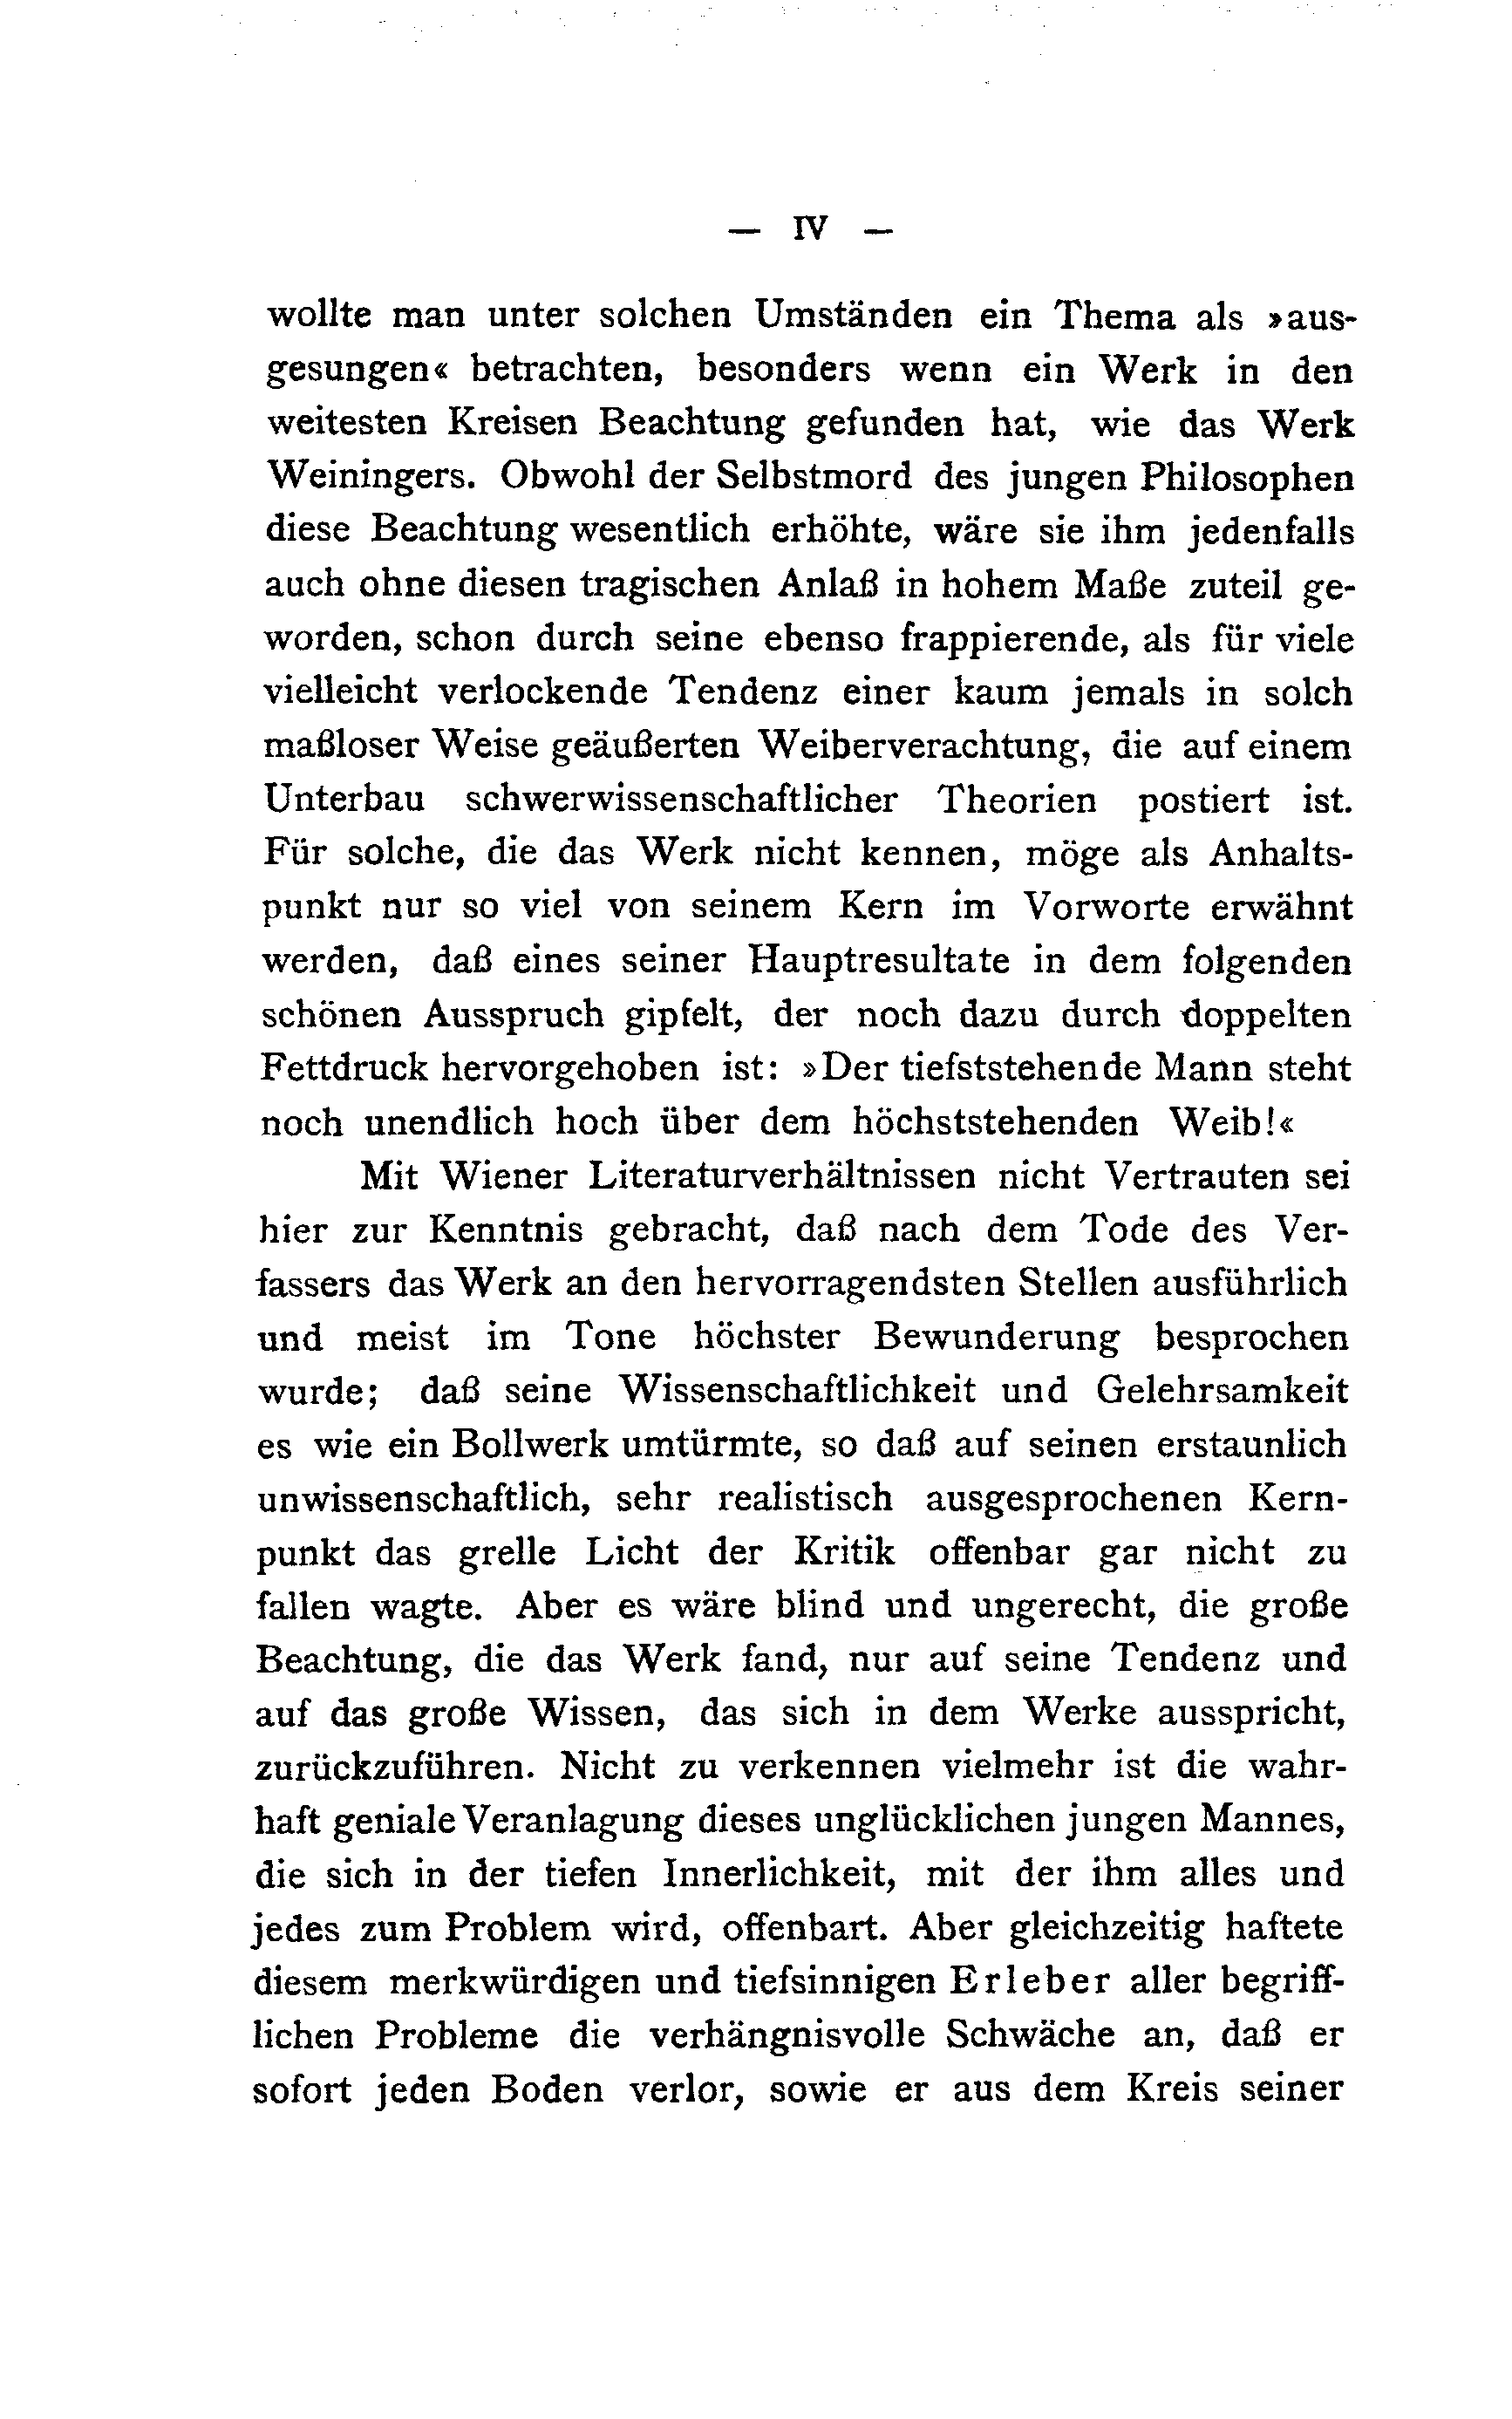 — IV —
wollte man unter solchen Umständen ein Thema als »aus-
gesungen« betrachten, besonders wenn ein Werk in den
weitesten Kreisen Beachtung gefunden hat, wie das Werk
Weiningers. Obwohl der Selbstmord des jungen Philosophen
diese Beachtung wesentlich erhöhte, wäre sie ihm jedenfalls
auch ohne diesen tragischen Anlaß in hohem Maße zuteil ge-
worden, schon durch seine ebenso frappierende, als für viele
vielleicht verlockende Tendenz einer kaum jemals in solch
maßloser Weise geäußerten Weiberverachtung, die auf einem
Unterbau schwerwissenschaftlicher Theorien postiert ist.
Für solche, die das Werk nicht kennen, möge als Anhalts-
punkt nur so viel von seinem Kern im Vorworte erwähnt
werden, daß eines seiner Hauptresultate in dem folgenden
schönen Ausspruch gipfelt, der noch dazu durch doppelten
Fettdruck hervorgehoben ist: »Der tiefststehende Mann steht
noch unendlich hoch über dem höchststehenden Weib!«
Mit Wiener Literaturverhältnissen nicht Vertrauten sei
hier zur Kenntnis gebracht, daß nach dem Tode des Ver-
fassers das Werk an den hervorragendsten Stellen ausführlich
und meist im Tone höchster Bewunderung besprochen
wurde; daß seine Wissenschaftlichkeit und Gelehrsamkeit
es wie ein Bollwerk umtürmte, so daß auf seinen erstaunlich
unwissenschaftlich, sehr realistisch ausgesprochenen Kern-
punkt das grelle Licht der Kritik offenbar gar nicht zu
fallen wagte. Aber es wäre blind und ungerecht, die große
Beachtung, die das Werk fand, nur auf seine Tendenz und
auf das große Wissen, das sich in dem Werke ausspricht,
zurückzuführen. Nicht zu verkennen vielmehr ist die wahr-
haft geniale Veranlagung dieses unglücklichen jungen Mannes,
die sich in der tiefen Innerlichkeit, mit der ihm alles und
jedes zum Problem wird, offenbart. Aber gleichzeitig haftete
diesem merkwürdigen und tiefsinnigen Erleber aller begriff-
lichen Probleme die verhängnisvolle Schwäche an, daß er
sofort jeden Boden verlor, sowie er aus dem Kreis seiner